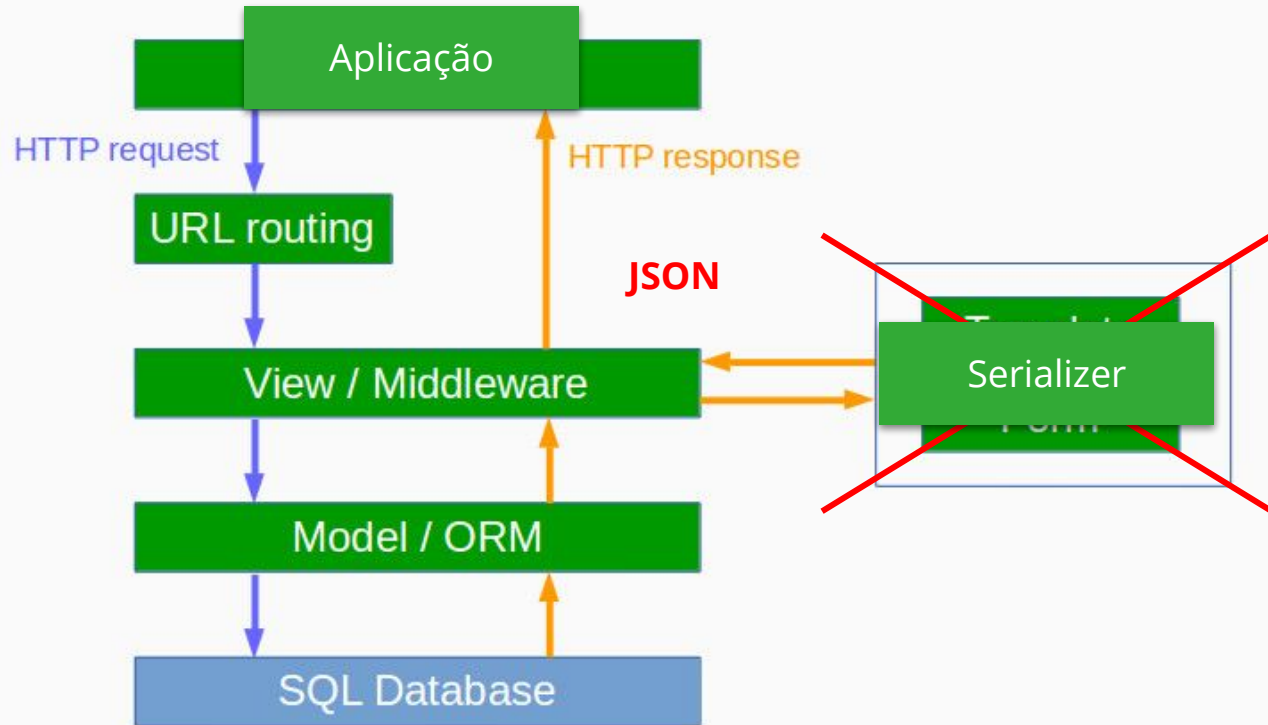 Aplicação
HTTP request
HTTP response
URL routing
JSON
View / Middleware
Serializer
Model / ORM
SQL Database